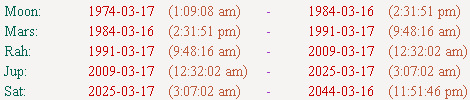 Moon: 1974-03-17 (1:09:08 am) - 1984-03-16 (2:31:51 pm)
Mars: 1984-03-16 (2:31:51 pm) - 1991-03-17 (9:48:16 am)
Rah: 1991-03-17 (9:48:16 am) - 2009-03-17 (12:32:02 am)
Jup: 2009-03-17 (12:32:02 am) - 2025-03-17 (3:07:02 am)
Sat: 2025-03-17 (3:07:02 am) - 2044-03-16 (11:51:46 pm)